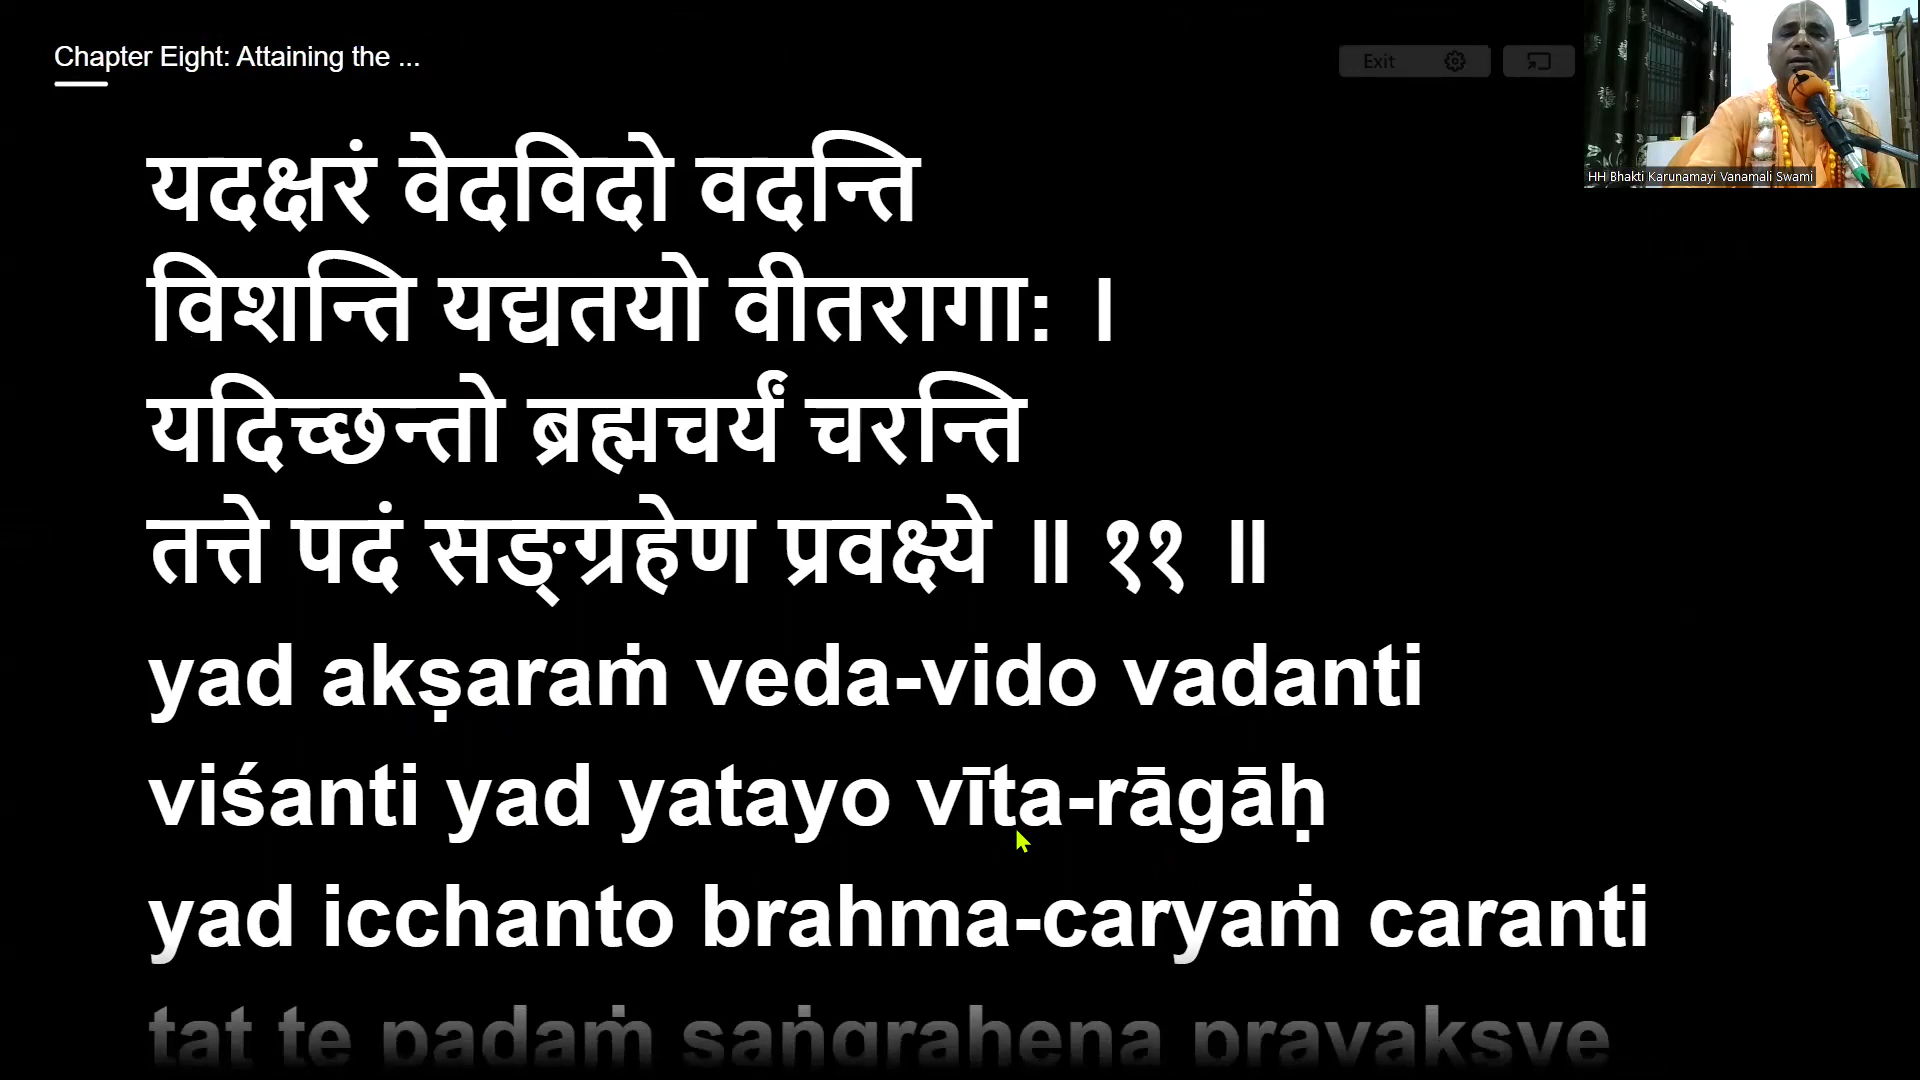 Chapter Eight: Attaining the ...
Exit
HH Bhakti Karunamayi Vanamali Swami
यदक्षरं वेदविदो वदन्ति
विशन्ति यद्यतयो वीतरागाः ।
यदिच्छन्तो ब्रह्मचर्यं चरन्ति
तत्ते पदं सङ्ग्रहेण प्रवक्ष्ये ॥ ११ ॥
yad akṣaraṁ veda-vido vadanti
viśanti yad yatayo vīta-rāgāḥ
yad icchanto brahma-caryaṁ caranti
tat te padaṁ saṅgraheṇa pravakṣye